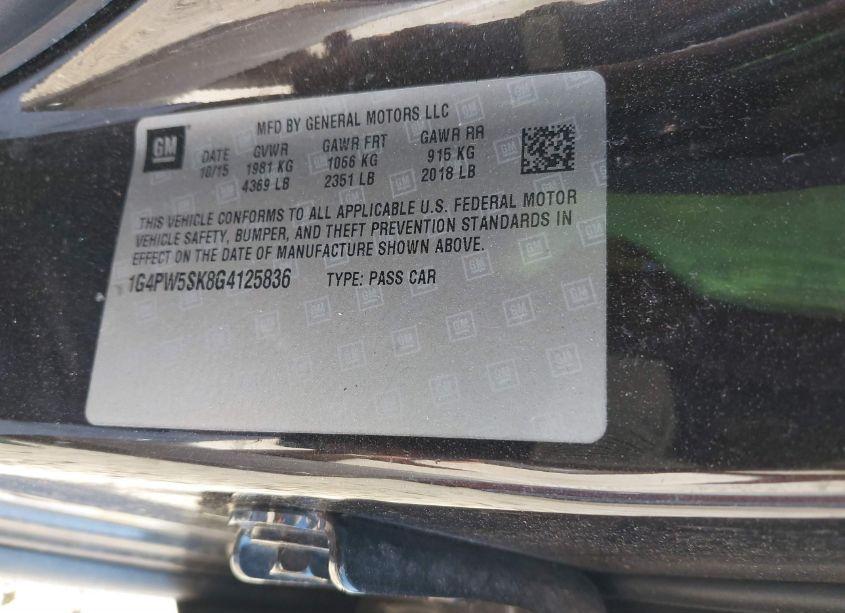 MFD BY GENERAL MOTORS LLC
GM
DATE GVWR GAWR FRT GAWR RR
10/15 1981 KG 1066 KG 915 KG
4369 LB 2351 LB 2018 LB
THIS VEHICLE CONFORMS TO ALL APPLICABLE U.S. FEDERAL MOTOR
VEHICLE SAFETY, BUMPER, AND THEFT PREVENTION STANDARDS IN
EFFECT ON THE DATE OF MANUFACTURE SHOWN ABOVE.
1G4PW5SK8G4125836 TYPE: PASS CAR